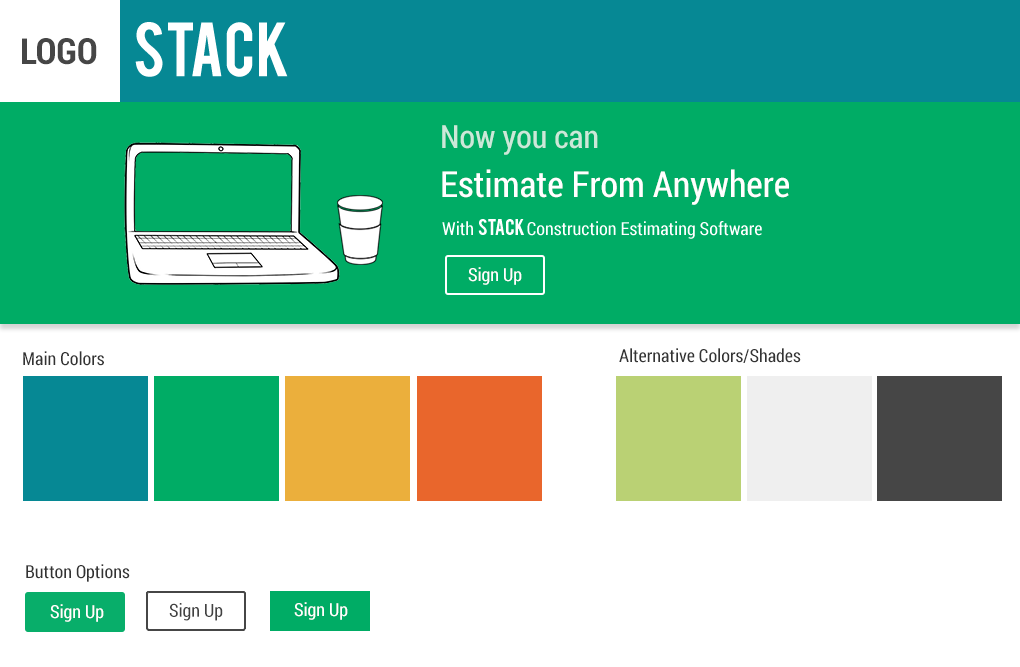 LOGO STACK
Now you can
Estimate From Anywhere
With STACK Construction Estimating Software
Sign Up
Main Colors
Alternative Colors/Shades
Button Options
Sign Up Sign Up Sign Up